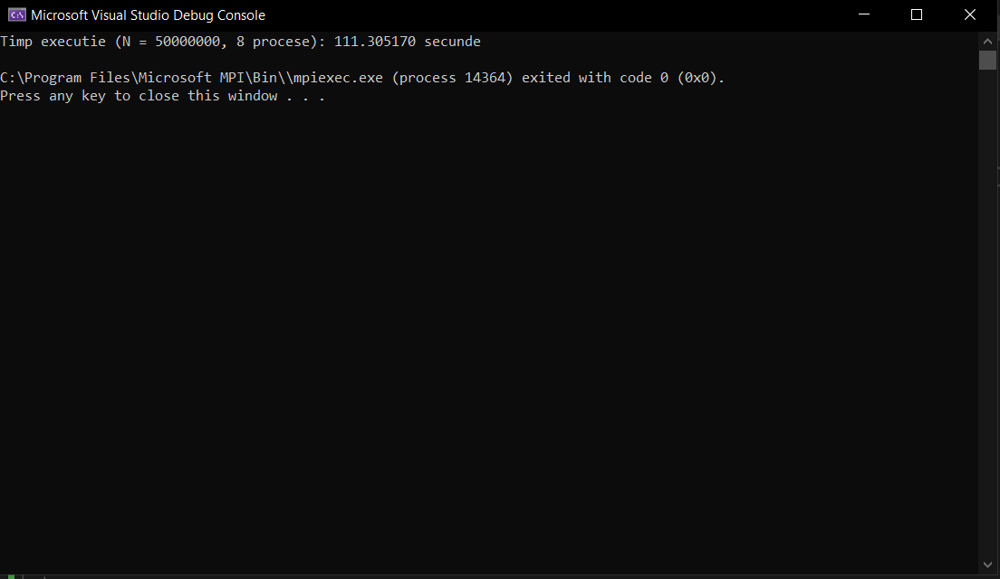 Microsoft Visual Studio Debug Console
Timp executie (N = 50000000, 8 procese): 111.305170 secunde
C:\Program Files\Microsoft MPI\Bin\\mpiexec.exe (process 14364) exited with code 0 (0x0).
Press any key to close this window . . .